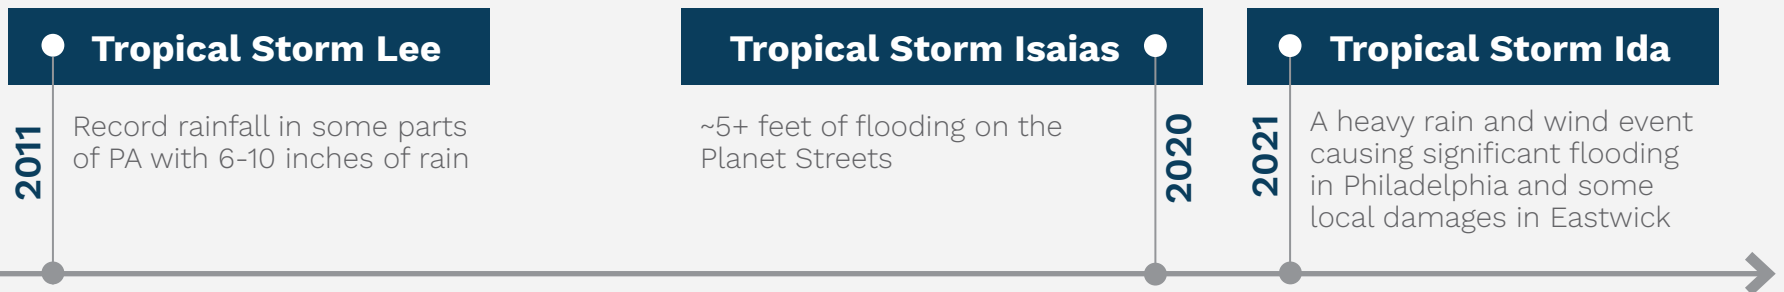 Tropical Storm Lee
2011
Record rainfall in some parts
of PA with 6-10 inches of rain
Tropical Storm Isaias
~5+ feet of flooding on the
Planet Streets
2020
Tropical Storm Ida
2021
A heavy rain and wind event
causing significant flooding
in Philadelphia and some
local damages in Eastwick